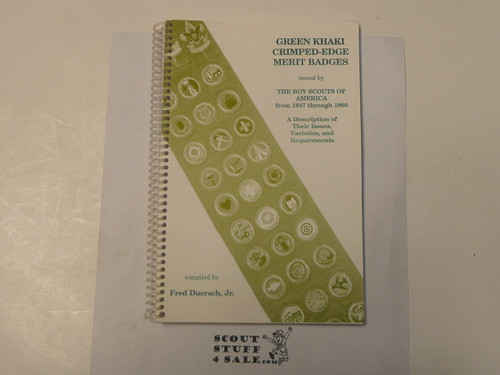 GREEN KHAKI
CRIMPED-EDGE
MERIT BADGES
issued by
THE BOY SCOUTS OF
AMERICA
from 1947 through 1960
A Description of
Their Issues,
Varieties, and
Requirements
compiled by
Fred Duersch, Jr.
SCOUT
STUFF
4 SALE.com